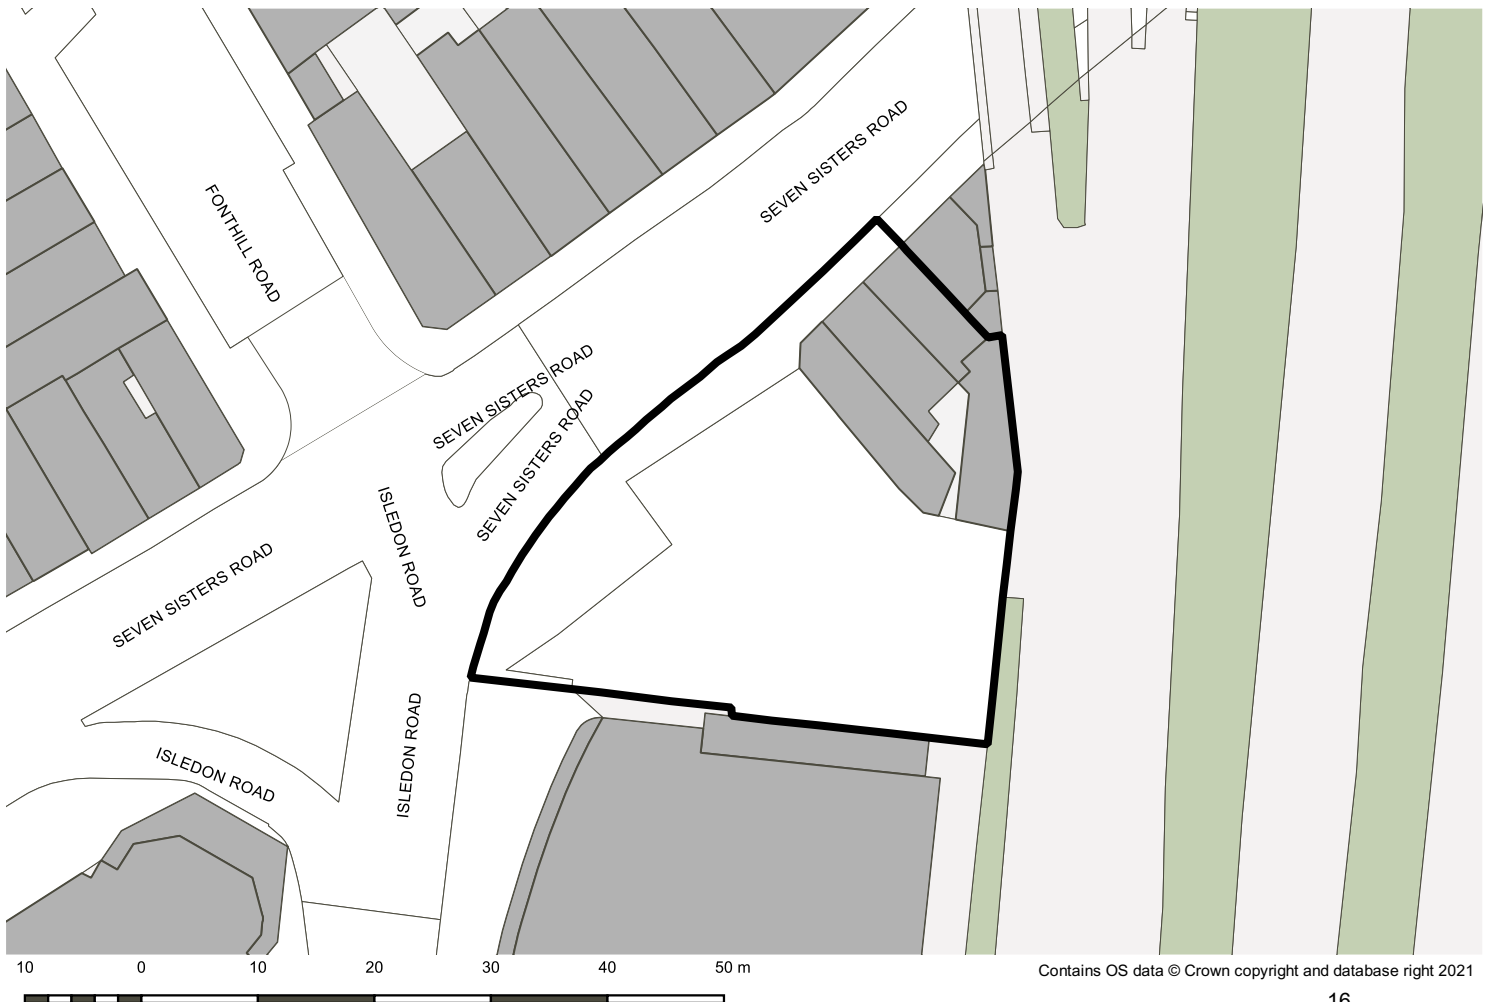 SEVEN SISTERS ROAD
FONTHILL ROAD
SEVEN SISTERS ROAD
SEVEN SISTERS ROAD
ISLEDON ROAD
SEVEN SISTERS ROAD
ISLEDON ROAD
ISLEDON ROAD
10 0 10 20 30 40 50 m
Contains OS data © Crown copyright and database right 2021
16